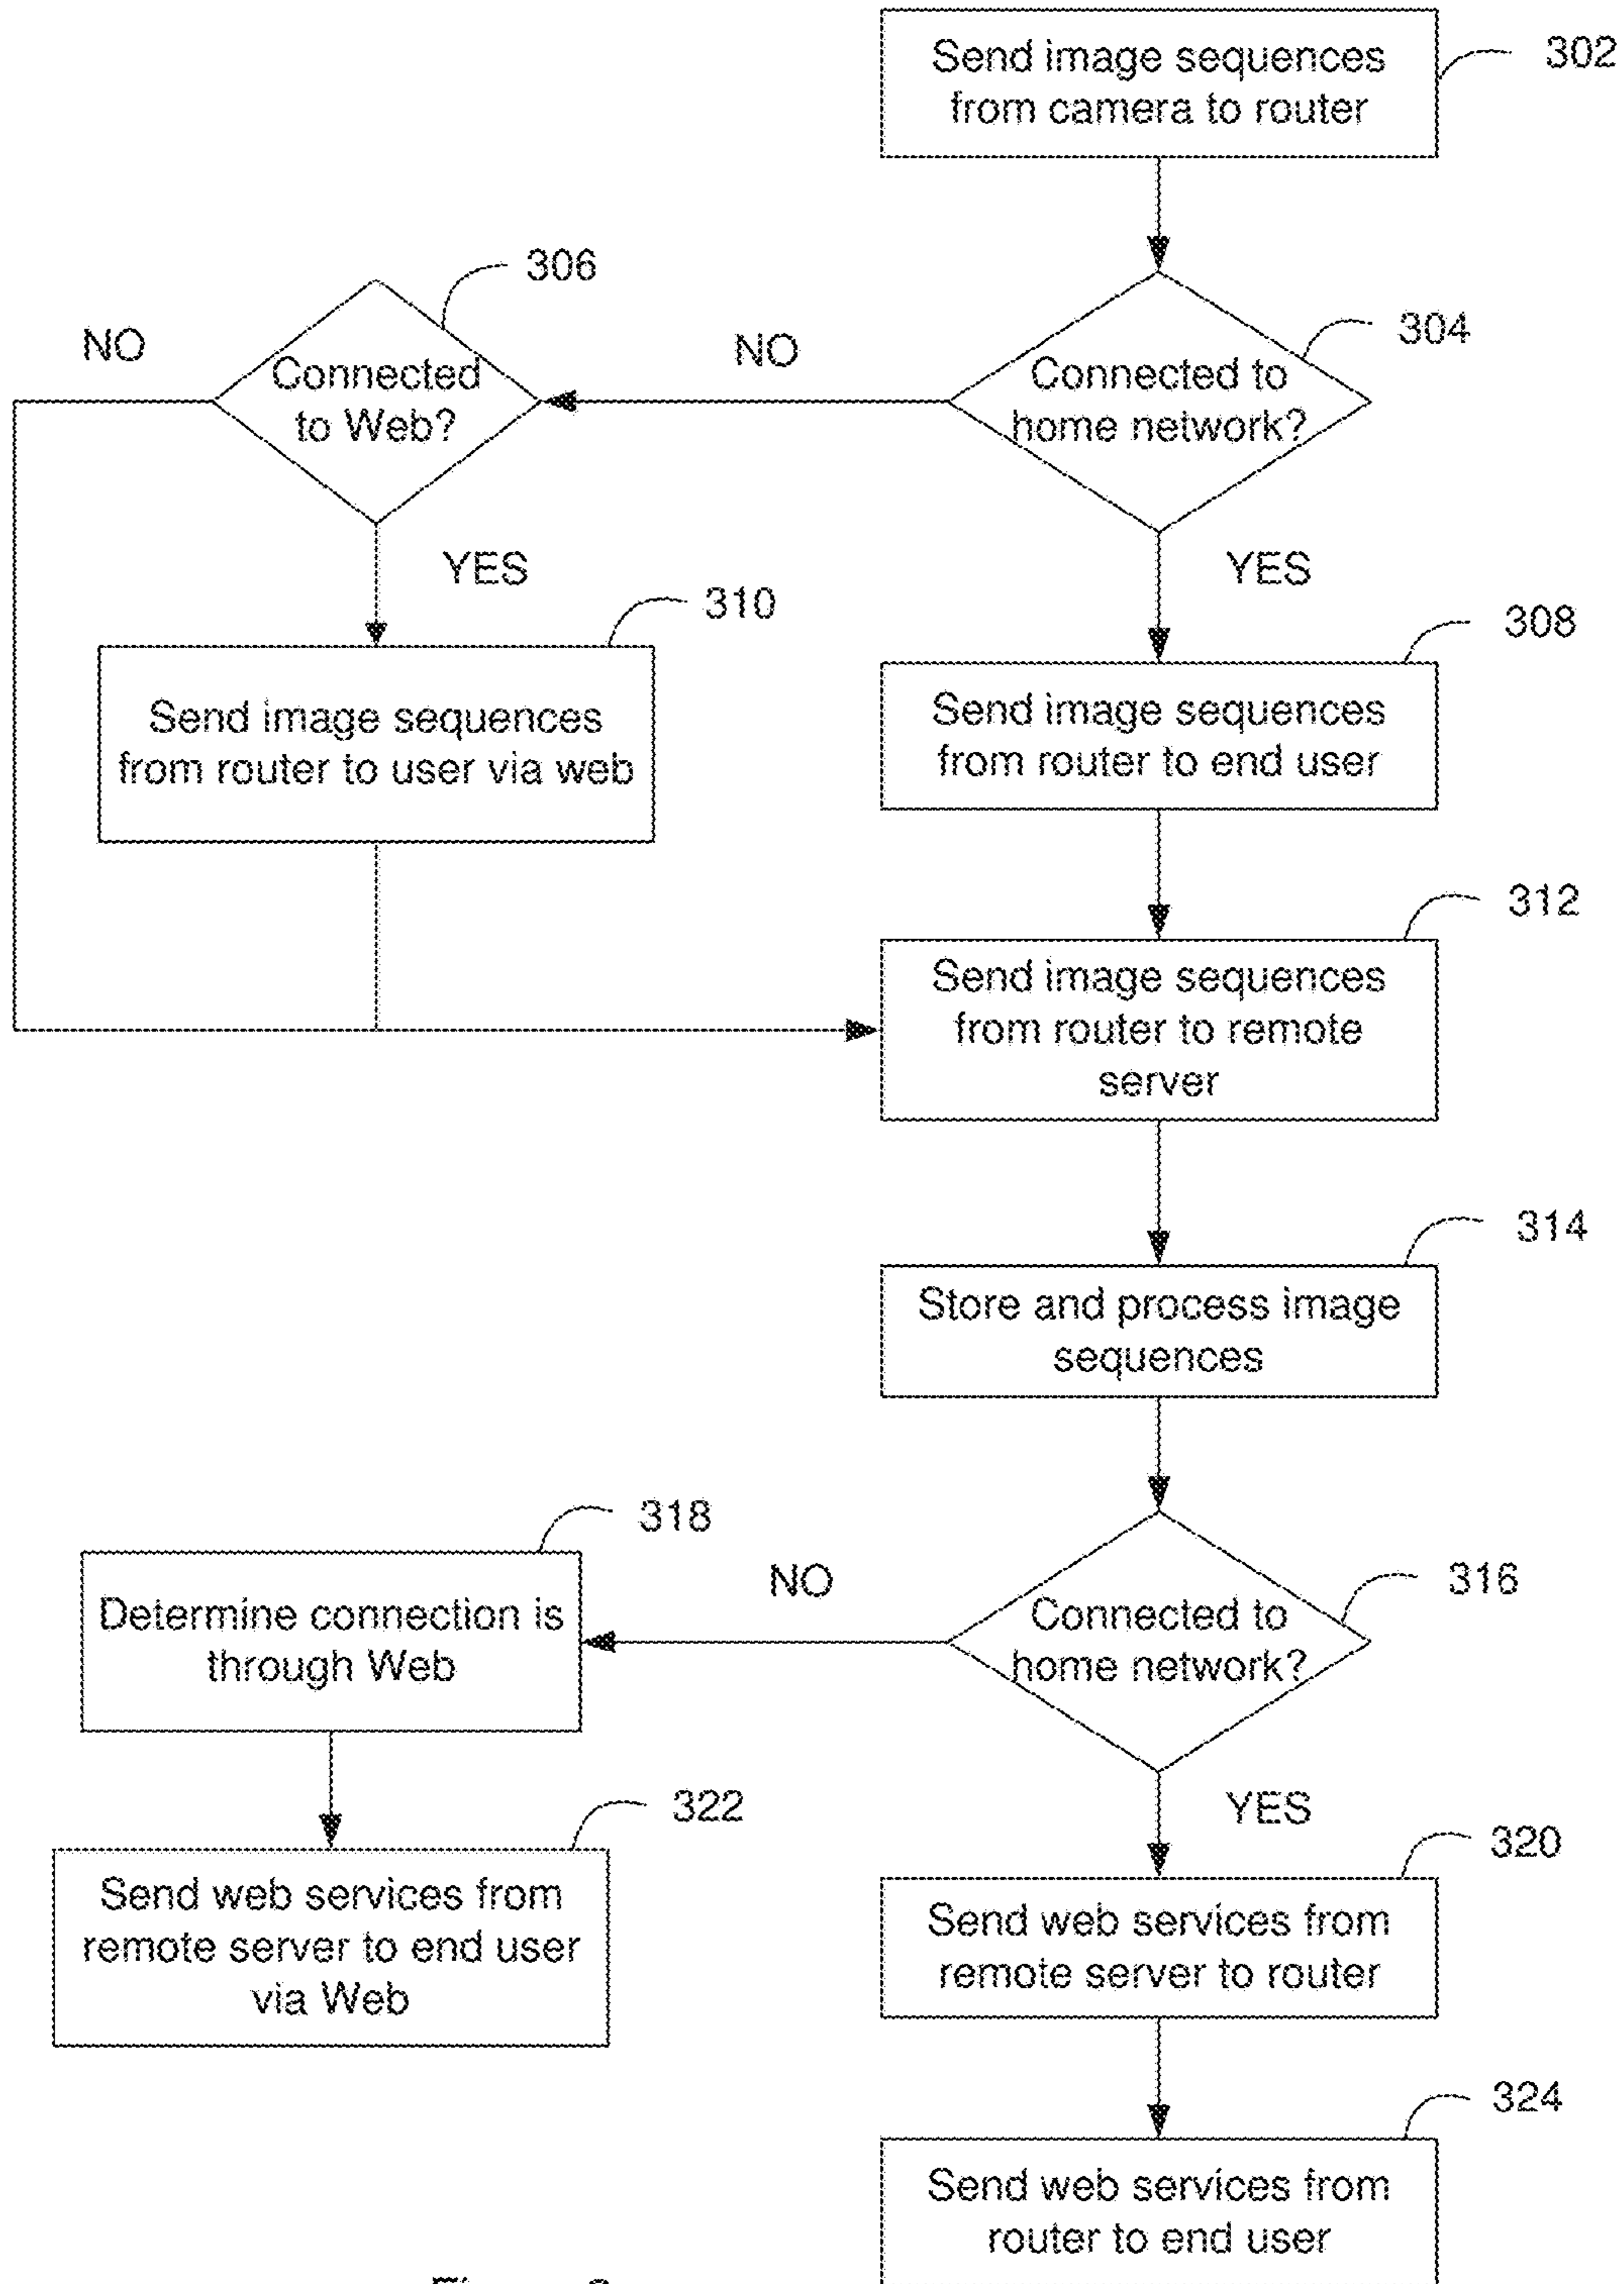 Send image sequences
from camera to router
302
306
304
NO
Connected
to Web?
NO
Connected to
home network?
YES
310
YES
308
Send image sequences
from router to user via web
Send image sequences
from router to end user
312
Send image sequences
from router to remote
server
314
Store and process image
sequences
318
NO
316
Determine connection is
through Web
Connected to
home network?
322
YES
320
Send web services from
remote server to end user
via Web
Send web services from
remote server to router
324
Send web services from
router to end user